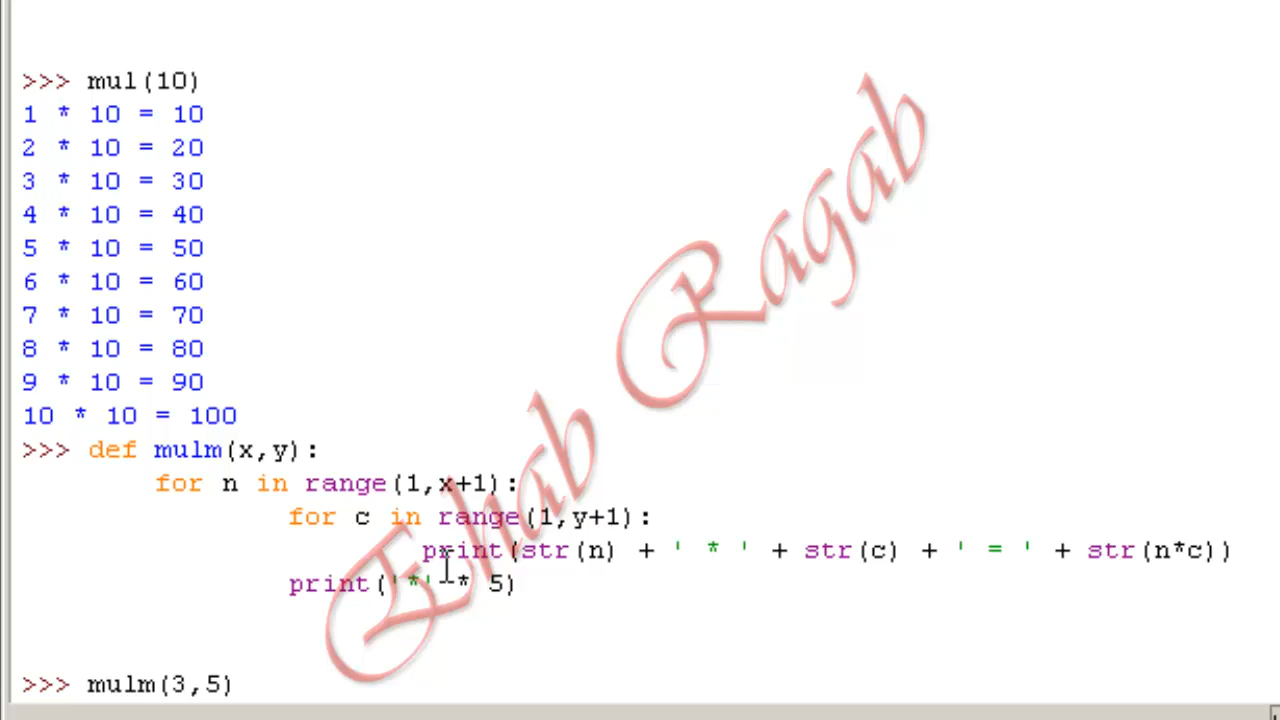 >>> mul(10)
1 * 10 = 10
2 * 10 = 20
3 * 10 = 30
4 * 10 = 40
5 * 10 = 50
6 * 10 = 60
7 * 10 = 70
8 * 10 = 80
9 * 10 = 90
10 * 10 = 100
>>> def mulm(x,y):
        for n in range(1,x+1):
                for c in range(1,y+1):
                        print(str(n) + ' * ' + str(c) + ' = ' + str(n*c))
                print('*' * 5)
>>> mulm(3,5)
Ehab Ragab